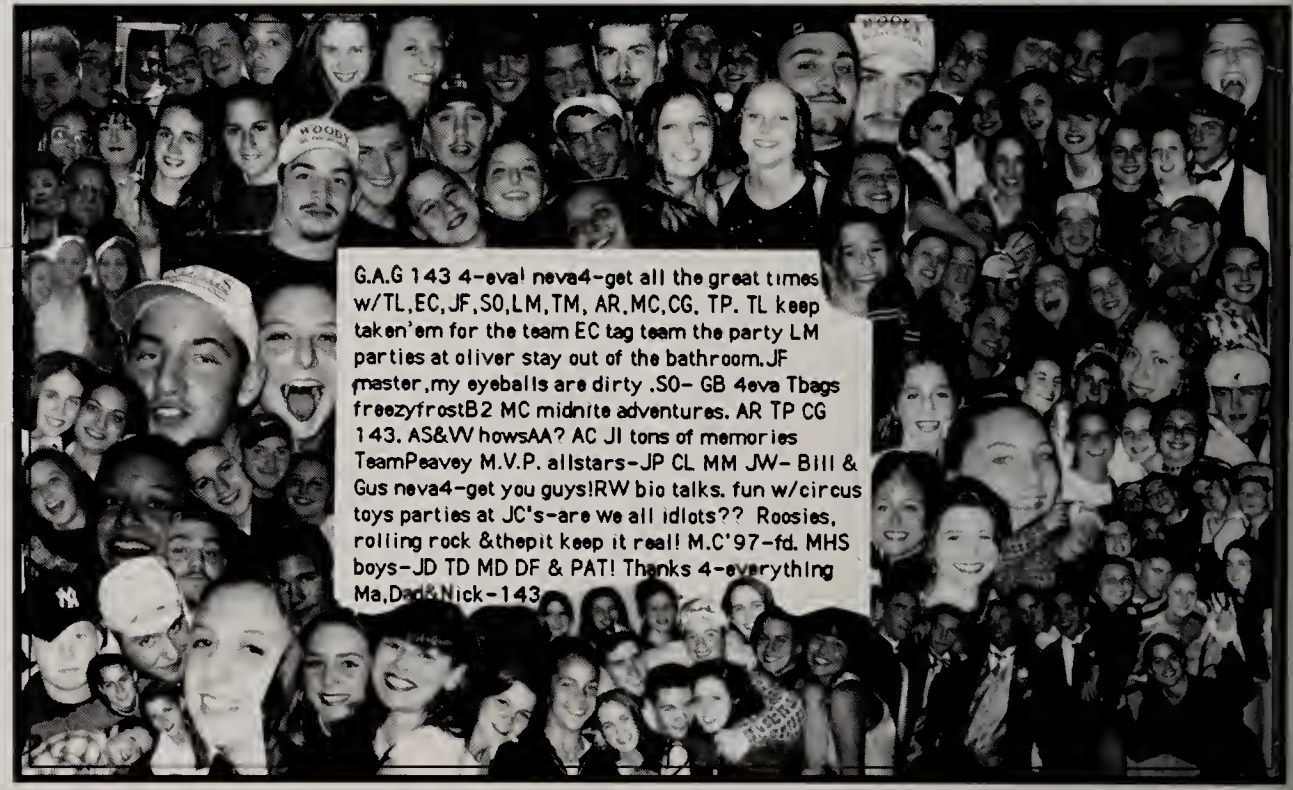 WOODY
WOODY
G.A.G 143 4-eva! neva4-get all the great times
w/TL,EC,JF,SO,LM,TM, AR,MC,CG, TP. TL keep
taken'em for the team EC tag team the party LM
parties at oliver stay out of the bathroom.JF
master,my eyeballs are dirty .SO- GB 4eva Tbags
freezyfrostB2 MC midnite adventures. AR TP CG
143. AS&W howsAA? AC JI tons of memories
TeamPeavey M.V.P. allstars-JP CL MM JW- Bill &
Gus neva4-get you guys!RW bio talks. fun w/circus
toys parties at JC's-are we all idiots?? Roosies,
rolling rock &thepit keep it real! M.C'97-fd. MHS
boys-JD TD MD DF & PAT! Thanks 4-everything
Ma,Dad&Nick-143
NY